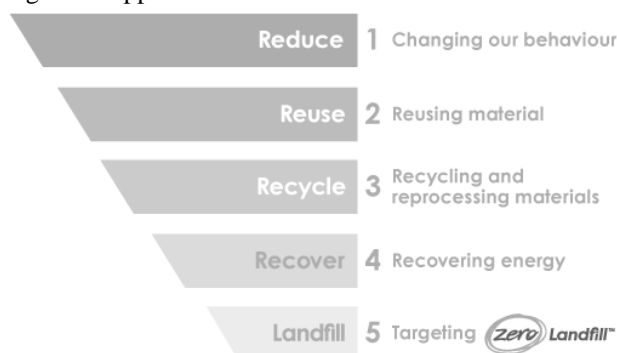 Reduce 1 Changing our behaviour
Reuse 2 Reusing material
Recycle 3 Recycling and
reprocessing materials
Recover 4 Recovering energy
Landfill 5 Targeting zero Landfill™